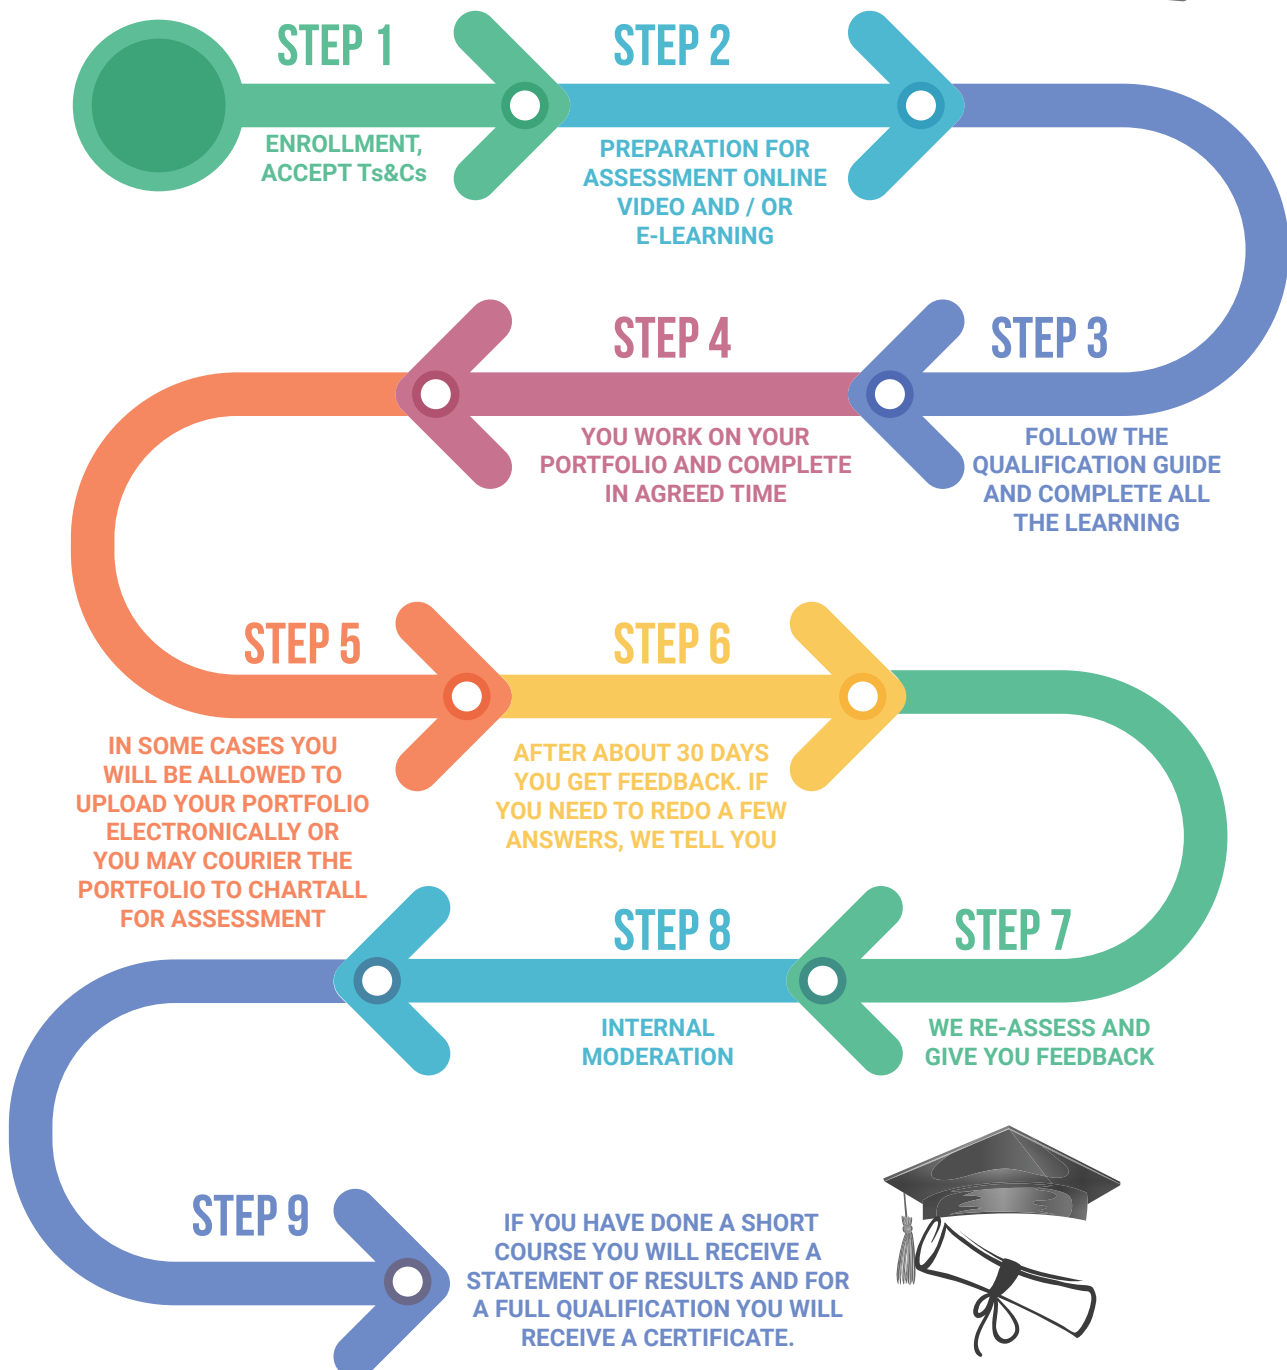 STEP 1
ENROLLMENT,
ACCEPT Ts&Cs
STEP 2
PREPARATION FOR
ASSESSMENT ONLINE
VIDEO AND / OR
E-LEARNING
STEP 3
FOLLOW THE
QUALIFICATION GUIDE
AND COMPLETE ALL
THE LEARNING
STEP 4
YOU WORK ON YOUR
PORTFOLIO AND COMPLETE
IN AGREED TIME
STEP 5
IN SOME CASES YOU
WILL BE ALLOWED TO
UPLOAD YOUR PORTFOLIO
ELECTRONICALLY OR
YOU MAY COURIER THE
PORTFOLIO TO CHARTALL
FOR ASSESSMENT
STEP 6
AFTER ABOUT 30 DAYS
YOU GET FEEDBACK. IF
YOU NEED TO REDO A FEW
ANSWERS, WE TELL YOU
STEP 7
WE RE-ASSESS AND
GIVE YOU FEEDBACK
STEP 8
INTERNAL
MODERATION
STEP 9
IF YOU HAVE DONE A SHORT
COURSE YOU WILL RECEIVE A
STATEMENT OF RESULTS AND FOR
A FULL QUALIFICATION YOU WILL
RECEIVE A CERTIFICATE.